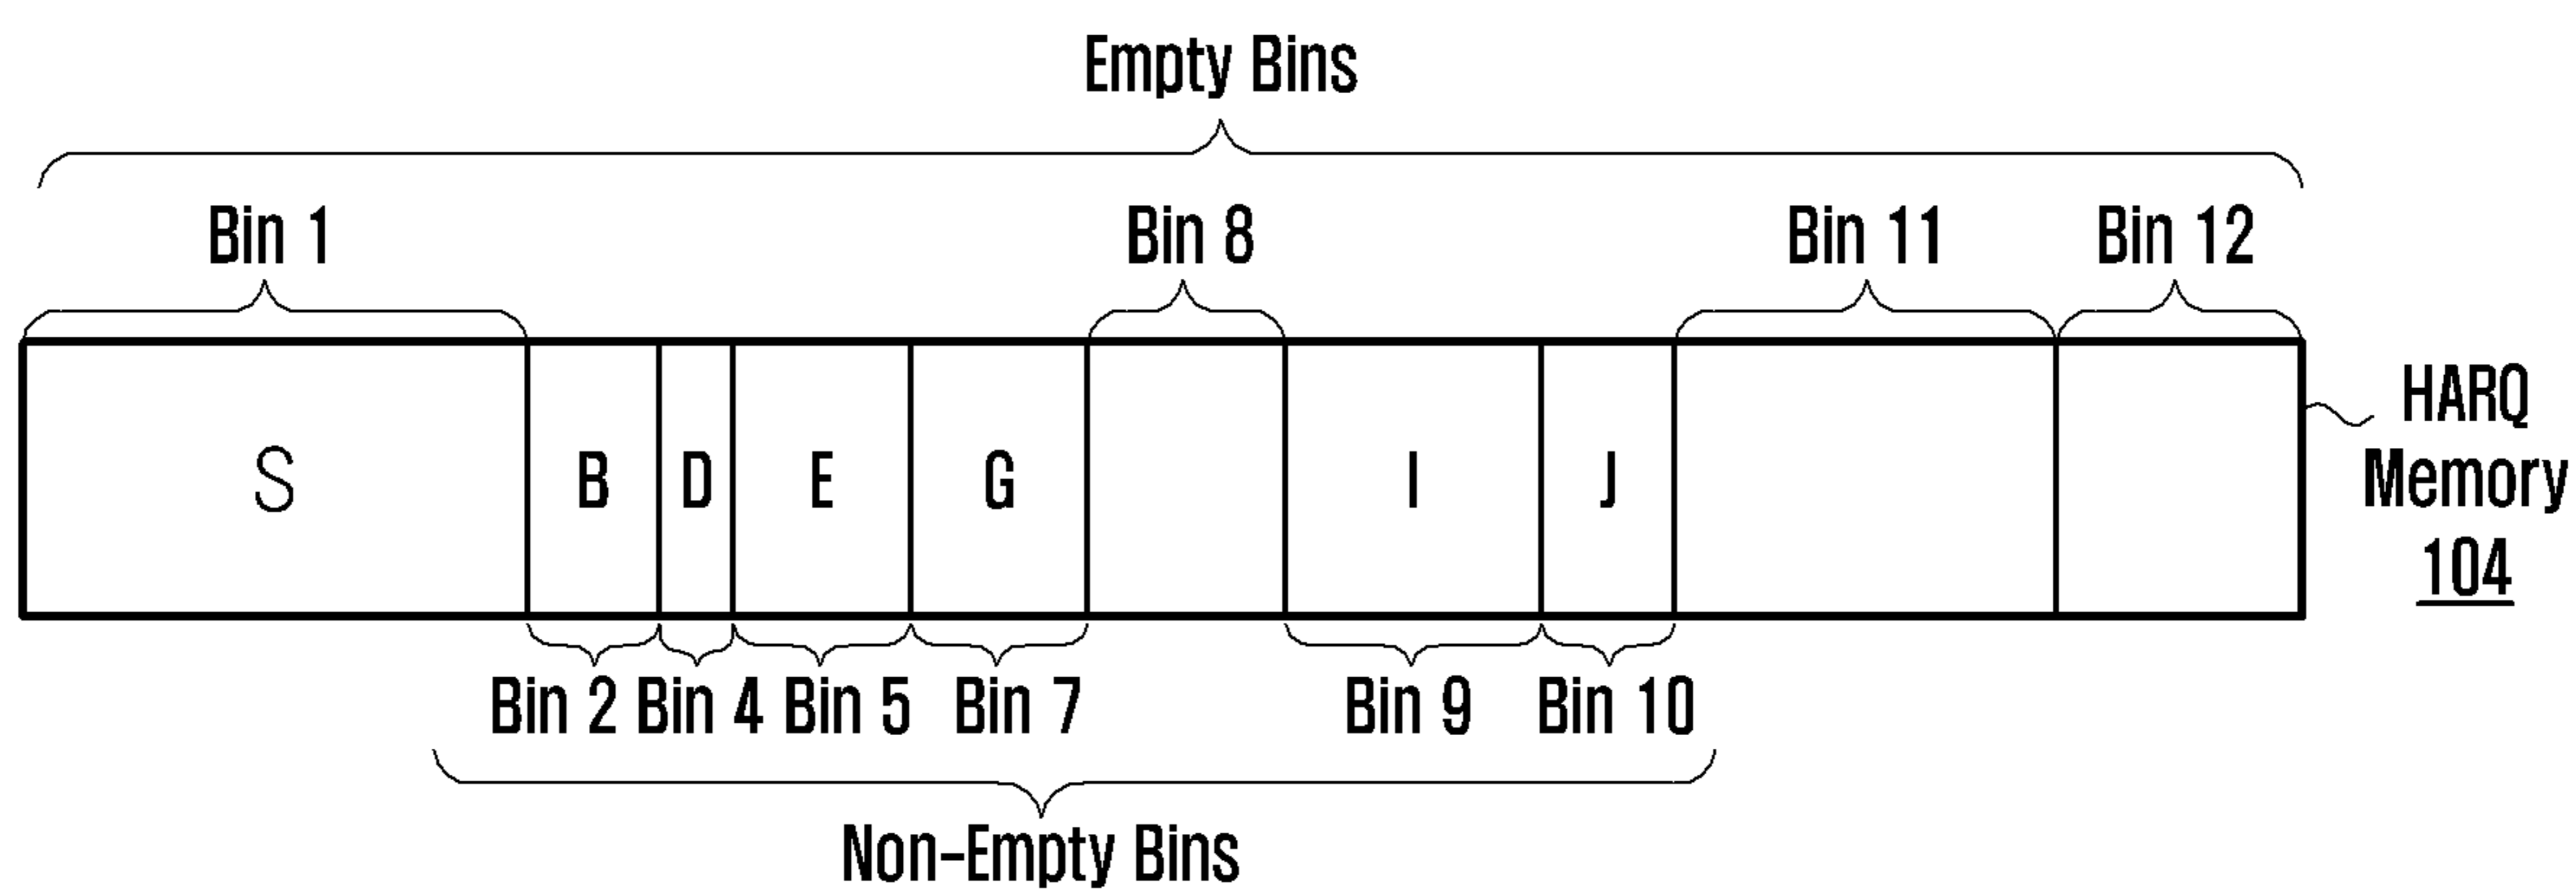 Empty Bins
Bin 1 Bin 8 Bin 11 Bin 12
S B D E G I J
HARQ
Memory
104
Bin 2 Bin 4 Bin 5 Bin 7 Bin 9 Bin 10
Non-Empty Bins